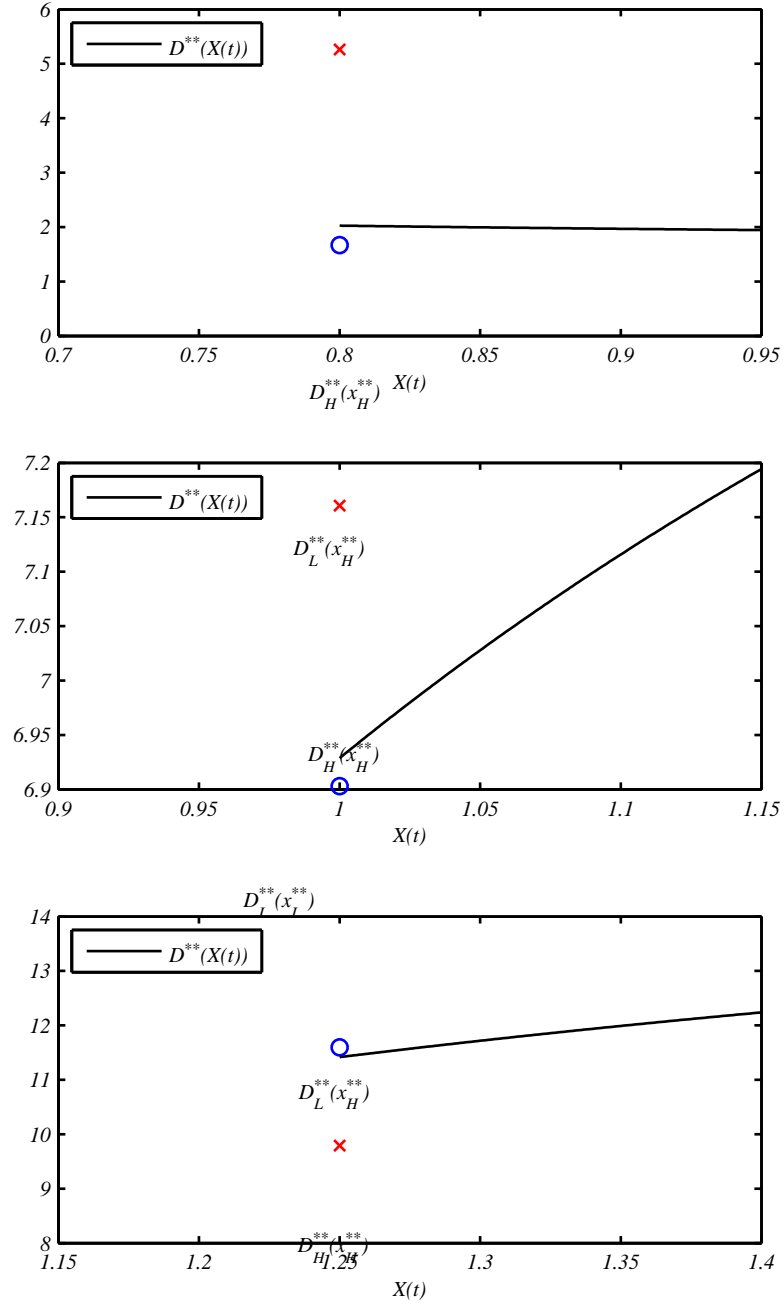 6
D**(X(t))
5
4
3
2
1
0
0.7 0.75 0.8 0.85 0.9 0.95
D_H**(x_H**) X(t)
7.2
D**(X(t))
7.15
D_L**(x_H**)
7.1
7.05
7
6.95
D_H**(x_H**)
6.9
0.9 0.95 1 1.05 1.1 1.15
X(t)
D_L**(x_L**)
14
D**(X(t))
13
12
11
D_L**(x_H**)
10
9
8
D_H**(x_H**)
1.15 1.2 1.25 1.3 1.35 1.4
X(t)